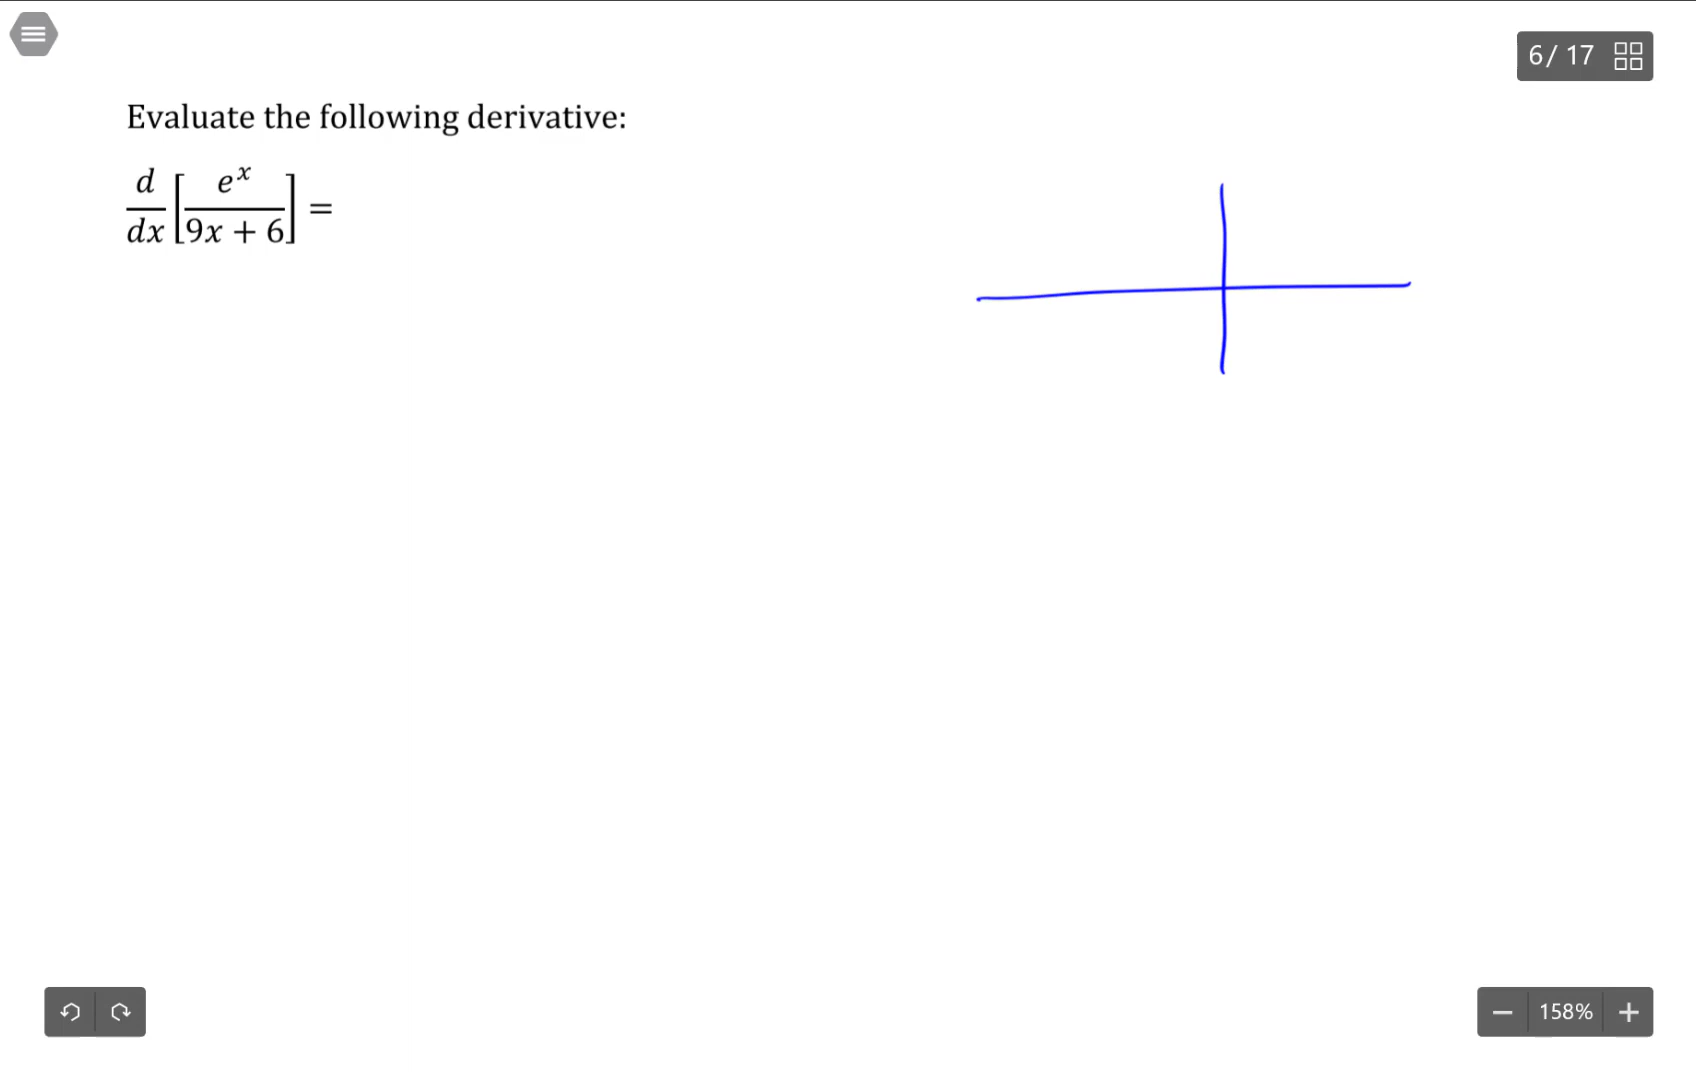 6/ 17
Evaluate the following derivative:
d/dx [e^x/(9x + 6)] =
158%